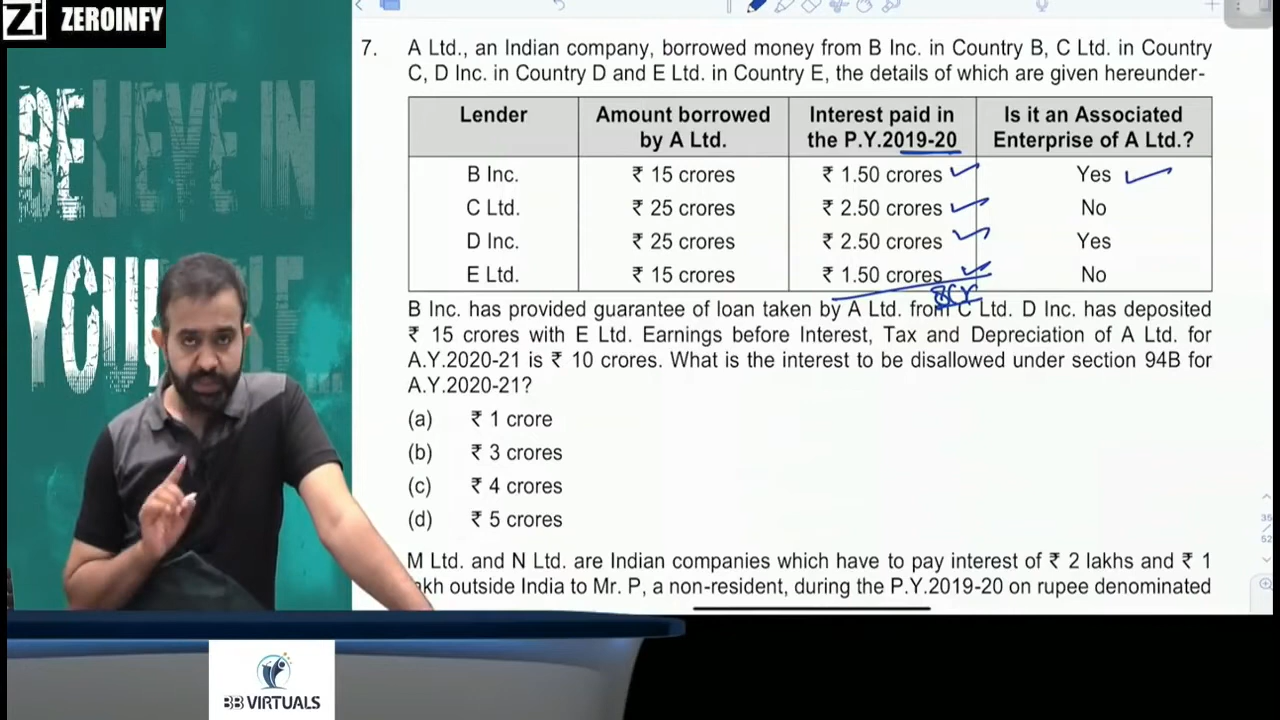 Zi ZEROINFY
BELIEVE IN
7. A Ltd., an Indian company, borrowed money from B Inc. in Country B, C Ltd. in Country
C, D Inc. in Country D and E Ltd. in Country E, the details of which are given hereunder-
Lender Amount borrowed by A Ltd. Interest paid in the P.Y.2019-20 Is it an Associated Enterprise of A Ltd.?
B Inc. ₹ 15 crores ₹ 1.50 crores Yes
C Ltd. ₹ 25 crores ₹ 2.50 crores No
D Inc. ₹ 25 crores ₹ 2.50 crores Yes
E Ltd. ₹ 15 crores ₹ 1.50 crores No
8cr
B Inc. has provided guarantee of loan taken by A Ltd. from C Ltd. D Inc. has deposited
₹ 15 crores with E Ltd. Earnings before Interest, Tax and Depreciation of A Ltd. for
A.Y.2020-21 is ₹ 10 crores. What is the interest to be disallowed under section 94B for
A.Y.2020-21?
(a) ₹ 1 crore
(b) ₹ 3 crores
(c) ₹ 4 crores
(d) ₹ 5 crores
M Ltd. and N Ltd. are Indian companies which have to pay interest of ₹ 2 lakhs and ₹ 1
outside India to Mr. P, a non-resident, during the P.Y.2019-20 on rupee denominated
35
52
BB VIRTUALS